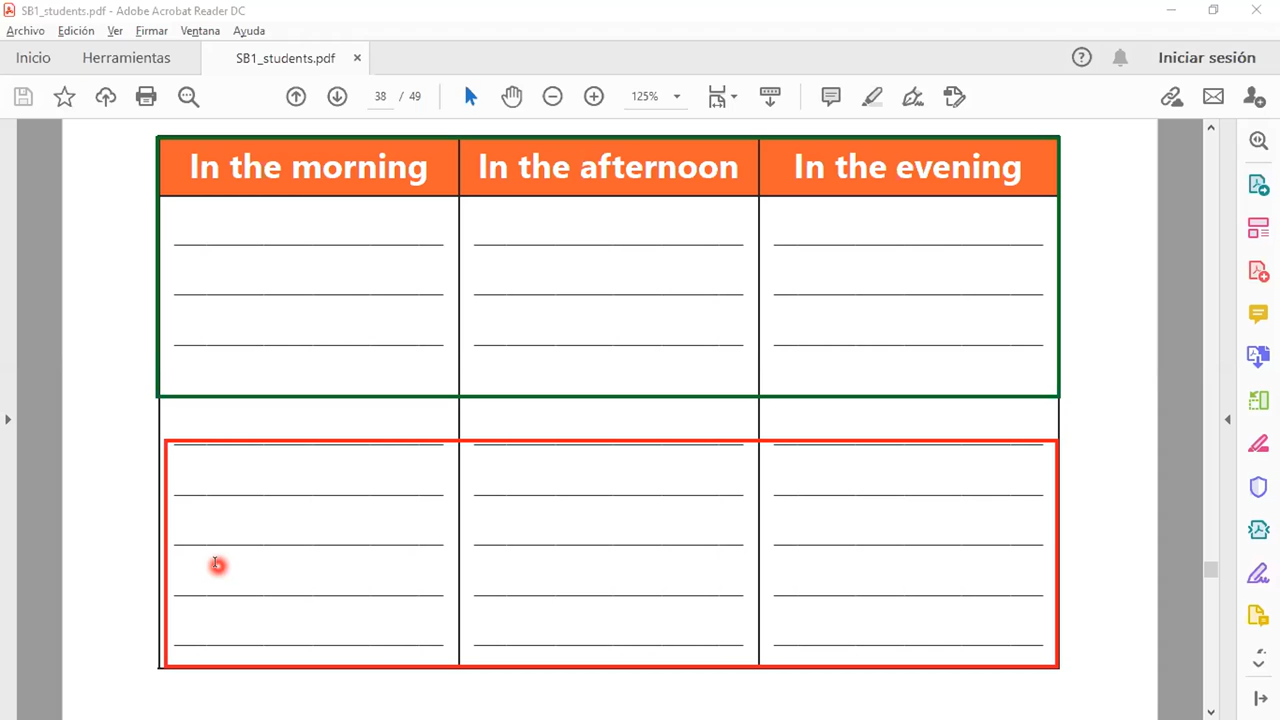 SB1_students.pdf - Adobe Acrobat Reader DC
Archivo Edición Ver Firmar Ventana Ayuda
Inicio Herramientas SB1_students.pdf × Iniciar sesión
38 / 49 125%
In the morning In the afternoon In the evening